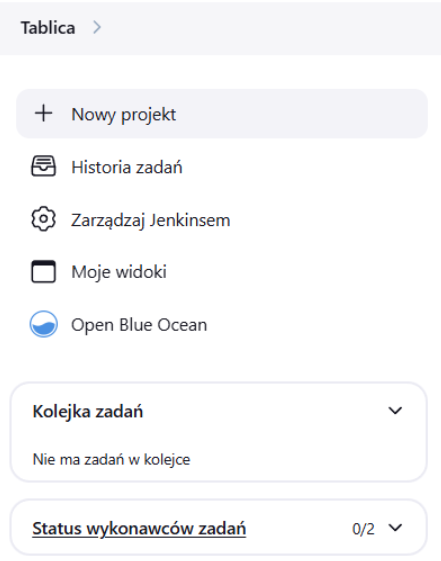 Tablica
Nowy projekt
Historia zadań
Zarządzaj Jenkinsem
Moje widoki
Open Blue Ocean
Kolejka zadań
Nie ma zadań w kolejce
Status wykonawców zadań 0/2